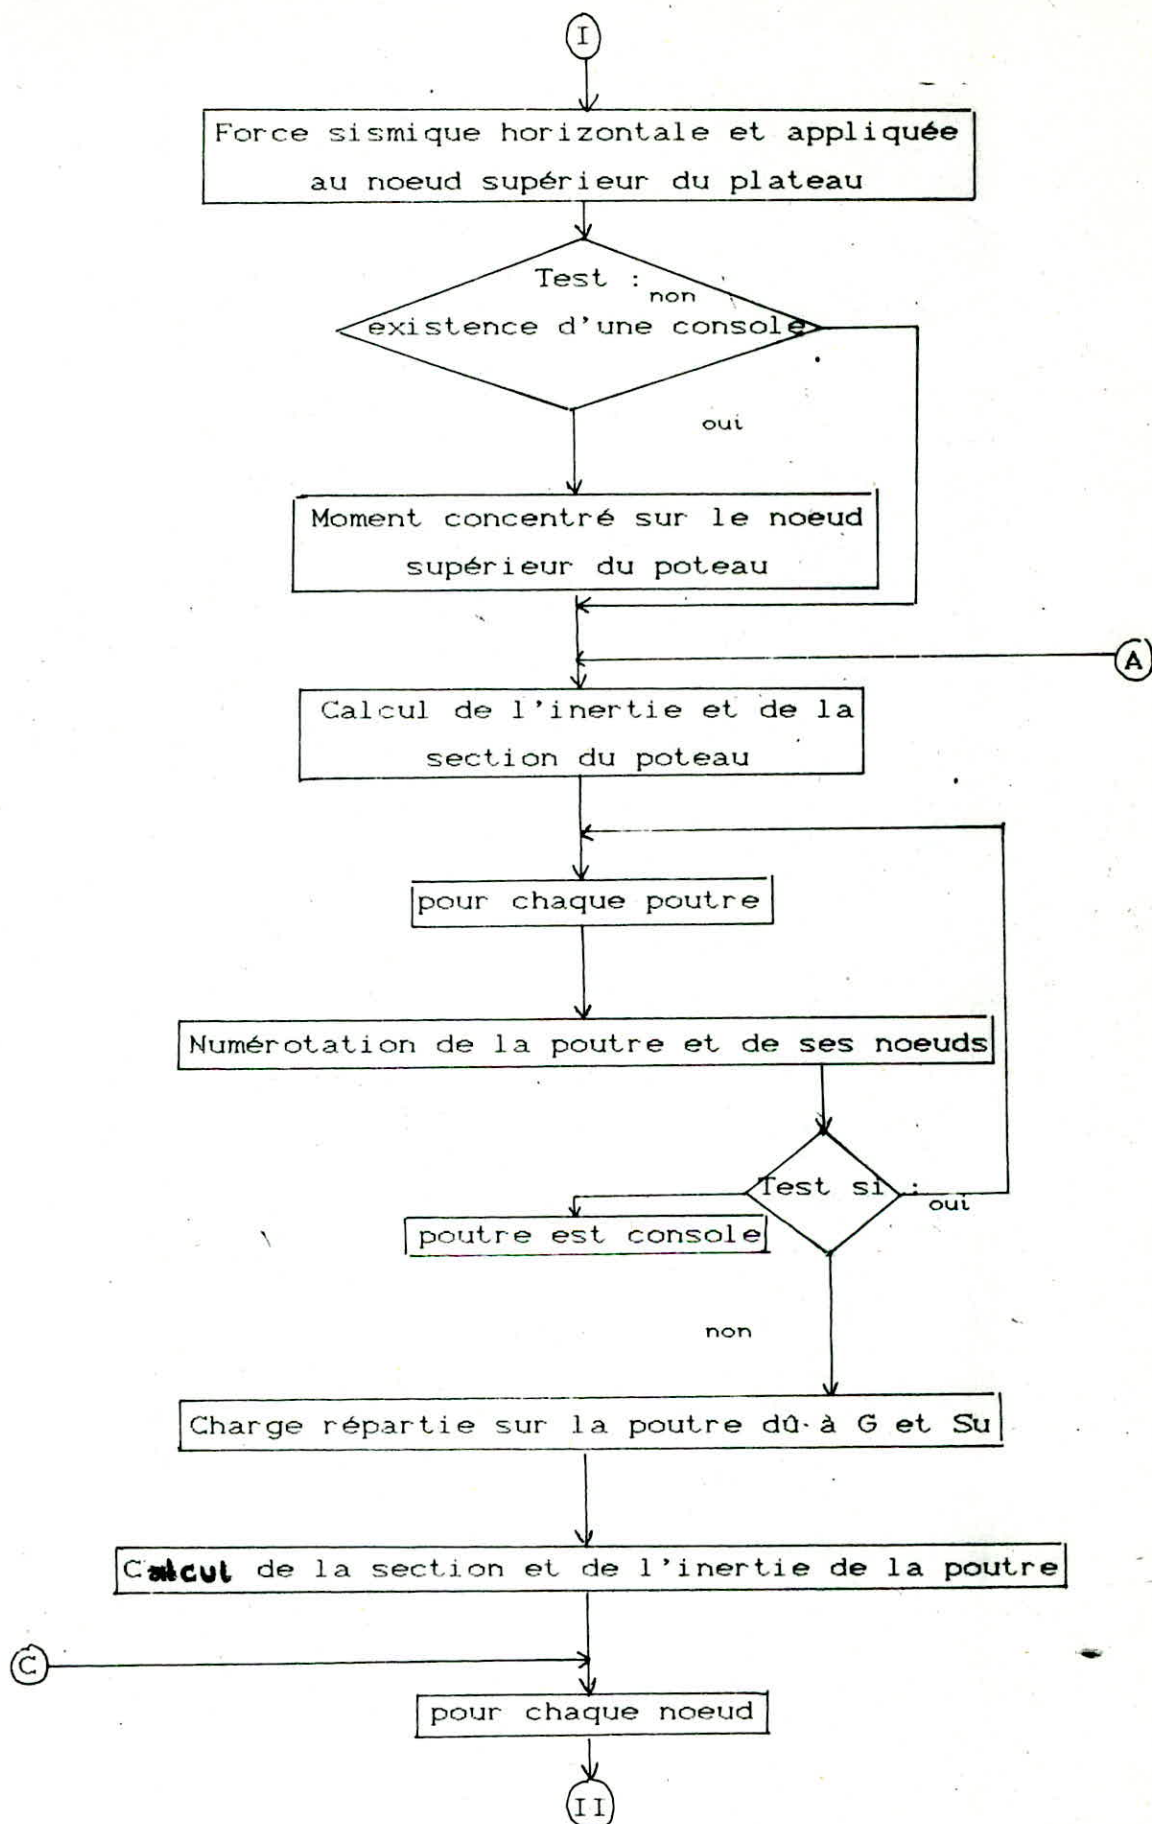 I
Force sismique horizontale et appliquée
au noeud supérieur du plateau
Test :
non
existence d'une console
oui
Moment concentré sur le noeud
supérieur du poteau
A
Calcul de l'inertie et de la
section du poteau
pour chaque poutre
Numérotation de la poutre et de ses noeuds
Test si :
oui
poutre est console
non
Charge répartie sur la poutre dû à G et Su
Calcul de la section et de l'inertie de la poutre
C
pour chaque noeud
II